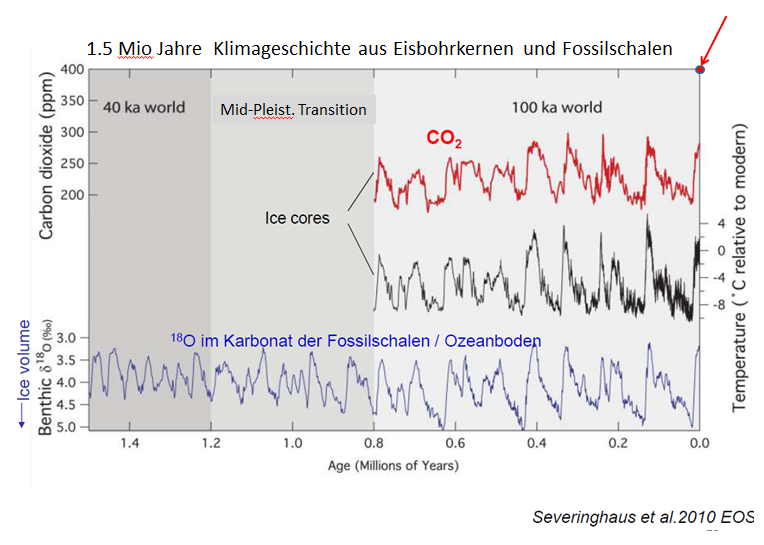 1.5 Mio Jahre Klimageschichte aus Eisbohrkernen und Fossilschalen
400
350
300
250
200
Carbon dioxide (ppm)
40 ka world
Mid-Pleist. Transition
100 ka world
CO₂
Ice cores
4
0
-4
-8
Temperature (°C relative to modern)
¹⁸O im Karbonat der Fossilschalen / Ozeanboden
Ice volume
Benthic δ¹⁸O (‰)
3.0
3.5
4.0
4.5
5.0
1.4
1.2
1.0
0.8
0.6
0.4
0.2
0.0
Age (Millions of Years)
Severinghaus et al.2010 EOS